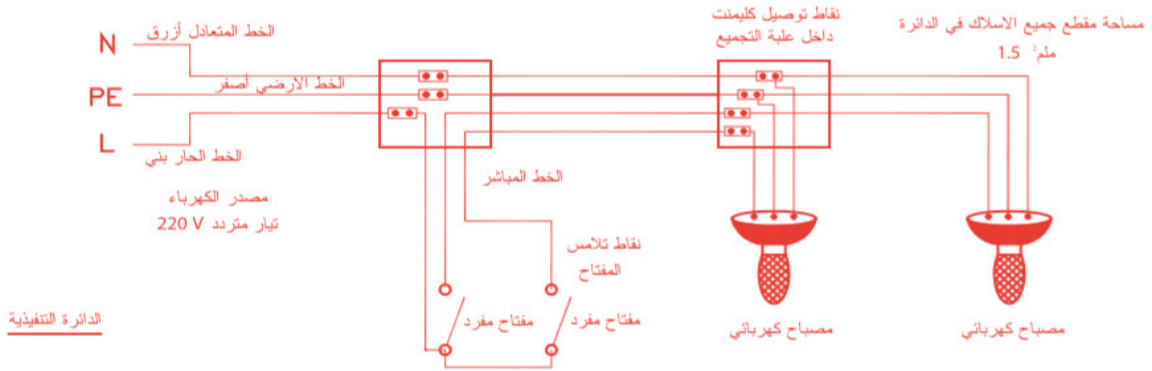 نقاط توصيل كليمنت
داخل علبة التجميع
مساحة مقطع جميع الاسلاك في الدائرة
1.5 ملم²
N
الخط المتعادل أزرق
PE
الخط الارضي أصفر
L
الخط الحار بني
مصدر الكهرباء
تيار متردد 220 V
الخط المباشر
نقاط تلامس
المفتاح
مفتاح مفرد
مفتاح مفرد
مصباح كهربائي
مصباح كهربائي
الدائرة التنفيذية